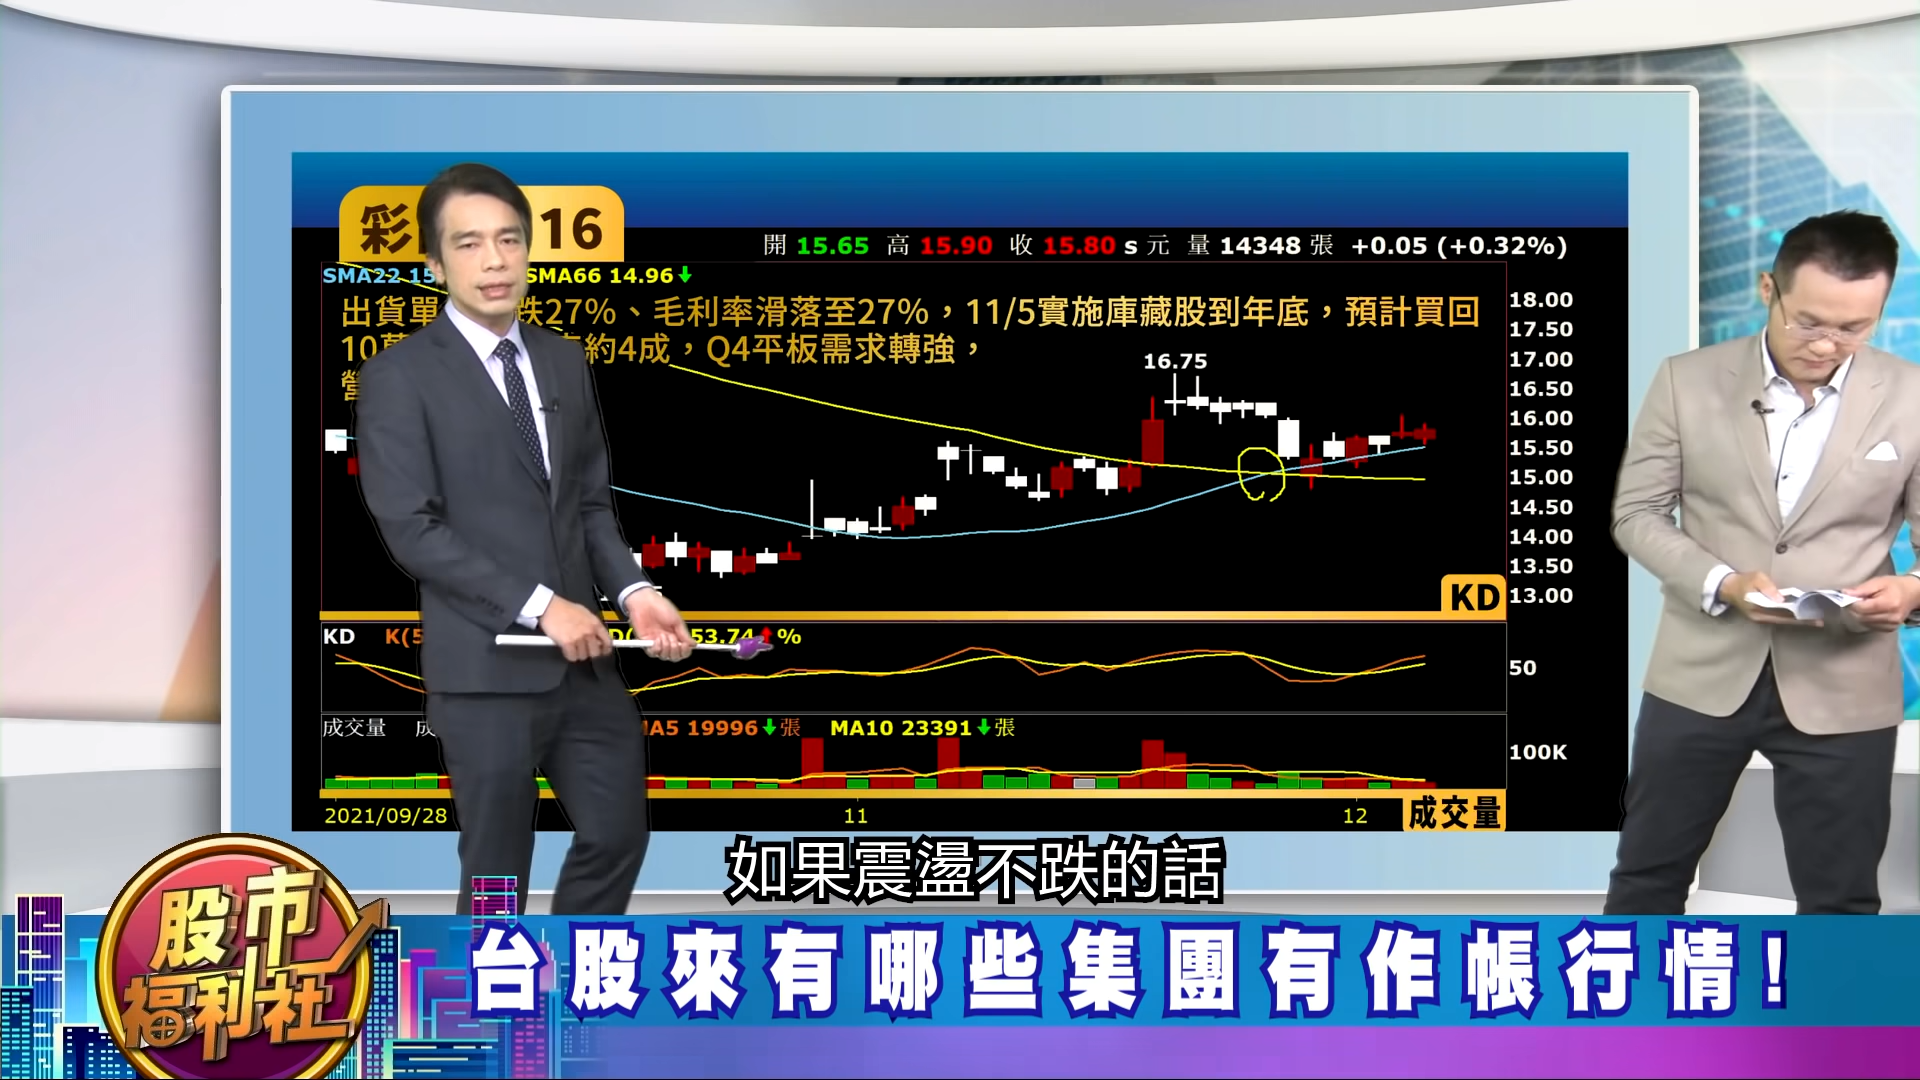 彩 16
開 15.65 高 15.90 收 15.80 s 元 量 14348 張 +0.05 (+0.32%)
SMA22 15 SMA66 14.96
出貨單 跌27%、毛利率滑落至27%，11/5實施庫藏股到年底，預計買回
10萬 約4成，Q4平板需求轉強，
營
16.75
18.00
17.50
17.00
16.50
16.00
15.50
15.00
14.50
14.00
13.50
13.00
KD
KD K(5 D( 53.74 %
50
成交量 成 MA5 19996 張 MA10 23391 張
100K
2021/09/28 11 12
成交量
如果震盪不跌的話
股市
福利社
台股來有哪些集團有作帳行情!